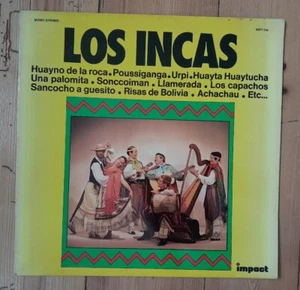 LOS INCAS
Huayno de la roca • Poussiganga • Urpi • Huayta Huaytucha
Una palomita • Sonccoiman • Llamerada • Los capachos
Sancocho a guesito • Risas de Bolivia • Achachau • Etc...
impact